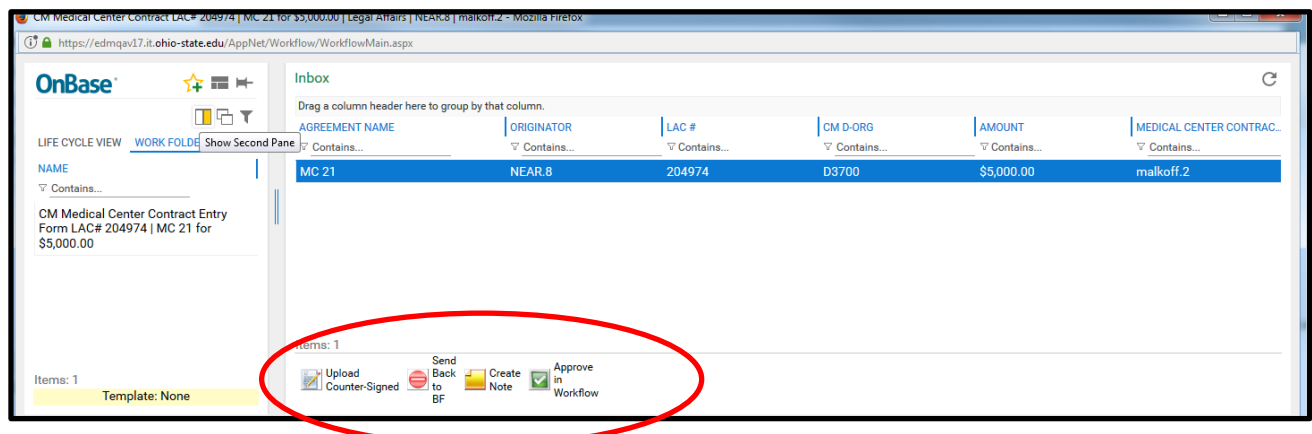 CM Medical Center Contract LAC# 204974 | MC 21 for $5,000.00 | Legal Affairs | NEAR.8 | malkoff.2 - Mozilla Firefox
https://edmqav17.it.ohio-state.edu/AppNet/Workflow/WorkflowMain.aspx
OnBase
LIFE CYCLE VIEW WORK FOLDE
Show Second Pane
NAME
Contains...
CM Medical Center Contract Entry
Form LAC# 204974 | MC 21 for
$5,000.00
Items: 1
Template: None
Inbox
Drag a column header here to group by that column.
AGREEMENT NAME ORIGINATOR LAC # CM D-ORG AMOUNT MEDICAL CENTER CONTRAC...
Contains... Contains... Contains... Contains... Contains... Contains...
MC 21 NEAR.8 204974 D3700 $5,000.00 malkoff.2
Items: 1
Upload
Counter-Signed
Send
Back
to
BF
Create
Note
Approve
in
Workflow